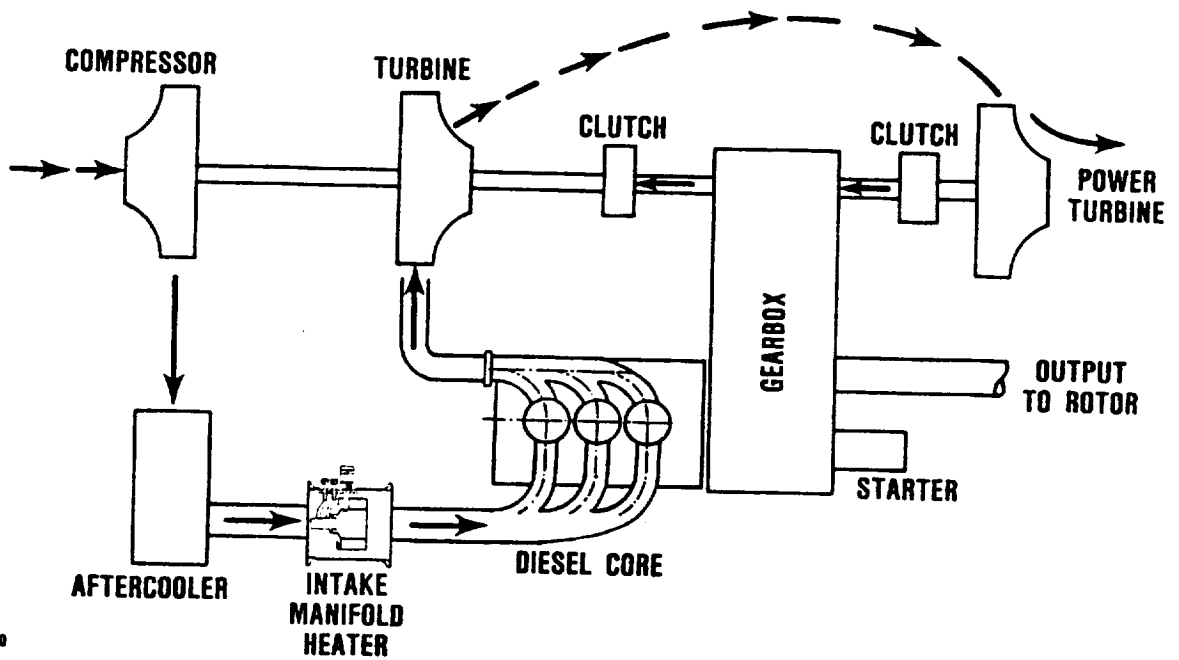 COMPRESSOR
TURBINE
CLUTCH
CLUTCH
POWER
TURBINE
GEARBOX
OUTPUT
TO ROTOR
STARTER
DIESEL CORE
AFTERCOOLER
INTAKE
MANIFOLD
HEATER